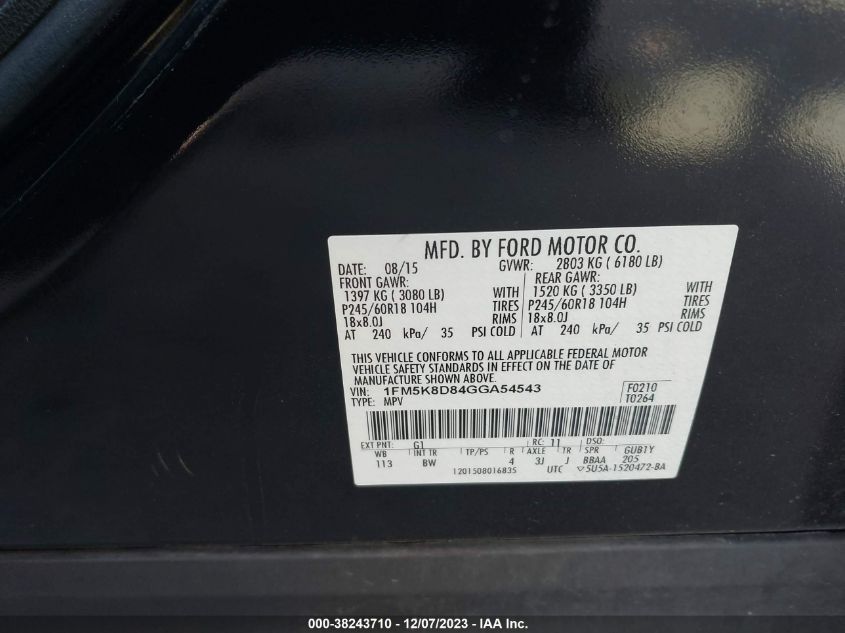 MFD. BY FORD MOTOR CO.
DATE: 08/15 GVWR: 2803 KG ( 6180 LB)
FRONT GAWR: REAR GAWR:
1397 KG ( 3080 LB) WITH 1520 KG ( 3350 LB) WITH
P245/60R18 104H TIRES P245/60R18 104H TIRES
18x8.0J RIMS 18x8.0J RIMS
AT 240 kPa/ 35 PSI COLD AT 240 kPa/ 35 PSI COLD
THIS VEHICLE CONFORMS TO ALL APPLICABLE FEDERAL MOTOR
VEHICLE SAFETY STANDARDS IN EFFECT ON THE DATE OF
MANUFACTURE SHOWN ABOVE.
VIN: 1FM5K8D84GGA54543 F0210
TYPE: MPV T0264
EXT PNT: G1 RC: 11 DSO:
WB INT TR TP/PS R AXLE TR SPR GUB1Y
113 BW 4 3J J BBAA 205
1201508016835 UTC ▽5U5A-1520472-BA
000-38243710 - 12/07/2023 - IAA Inc.